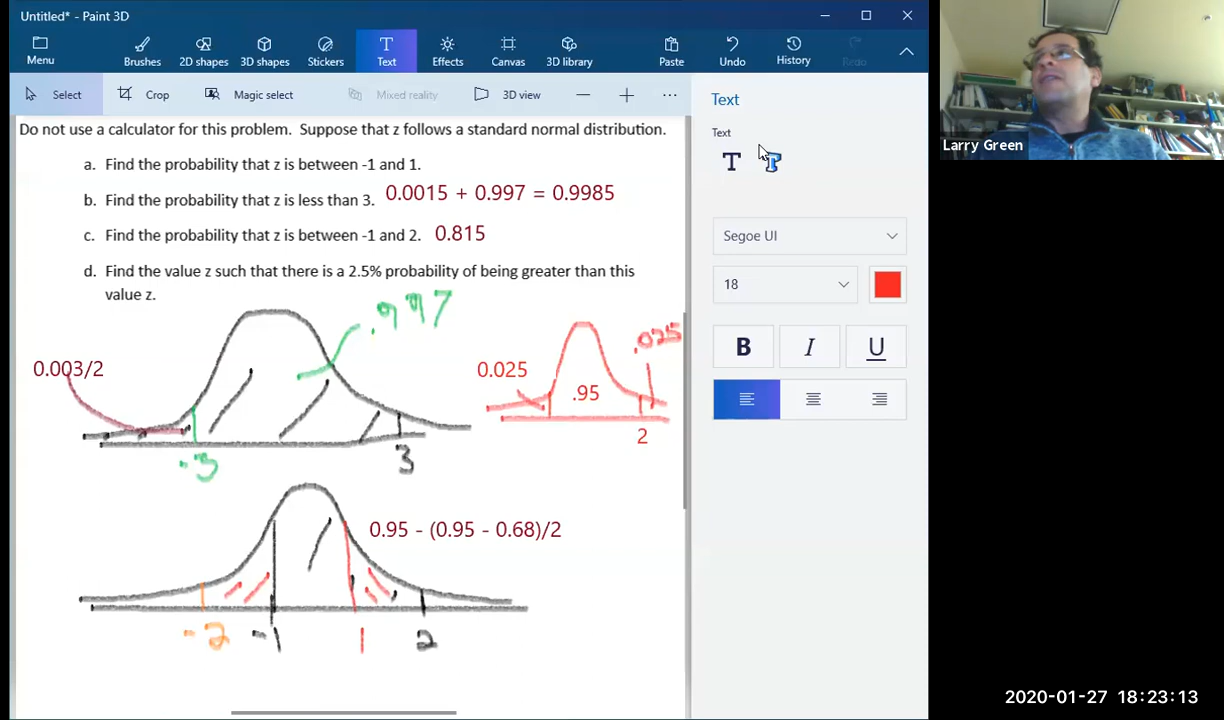 Untitled* - Paint 3D
Menu
Brushes
2D shapes
3D shapes
Stickers
Text
Effects
Canvas
3D library
Paste
Undo
History
Redo
Select
Crop
Magic select
Mixed reality
3D view
Do not use a calculator for this problem. Suppose that z follows a standard normal distribution.
a. Find the probability that z is between -1 and 1.
b. Find the probability that z is less than 3. 0.0015 + 0.997 = 0.9985
c. Find the probability that z is between -1 and 2. 0.815
d. Find the value z such that there is a 2.5% probability of being greater than this
value z.
.997
0.003/2
-3
3
0.025
.95
.025
2
0.95 - (0.95 - 0.68)/2
-2
-1
1
2
Text
Text
T
T
Segoe UI
18
B
I
U
Larry Green
2020-01-27 18:23:13